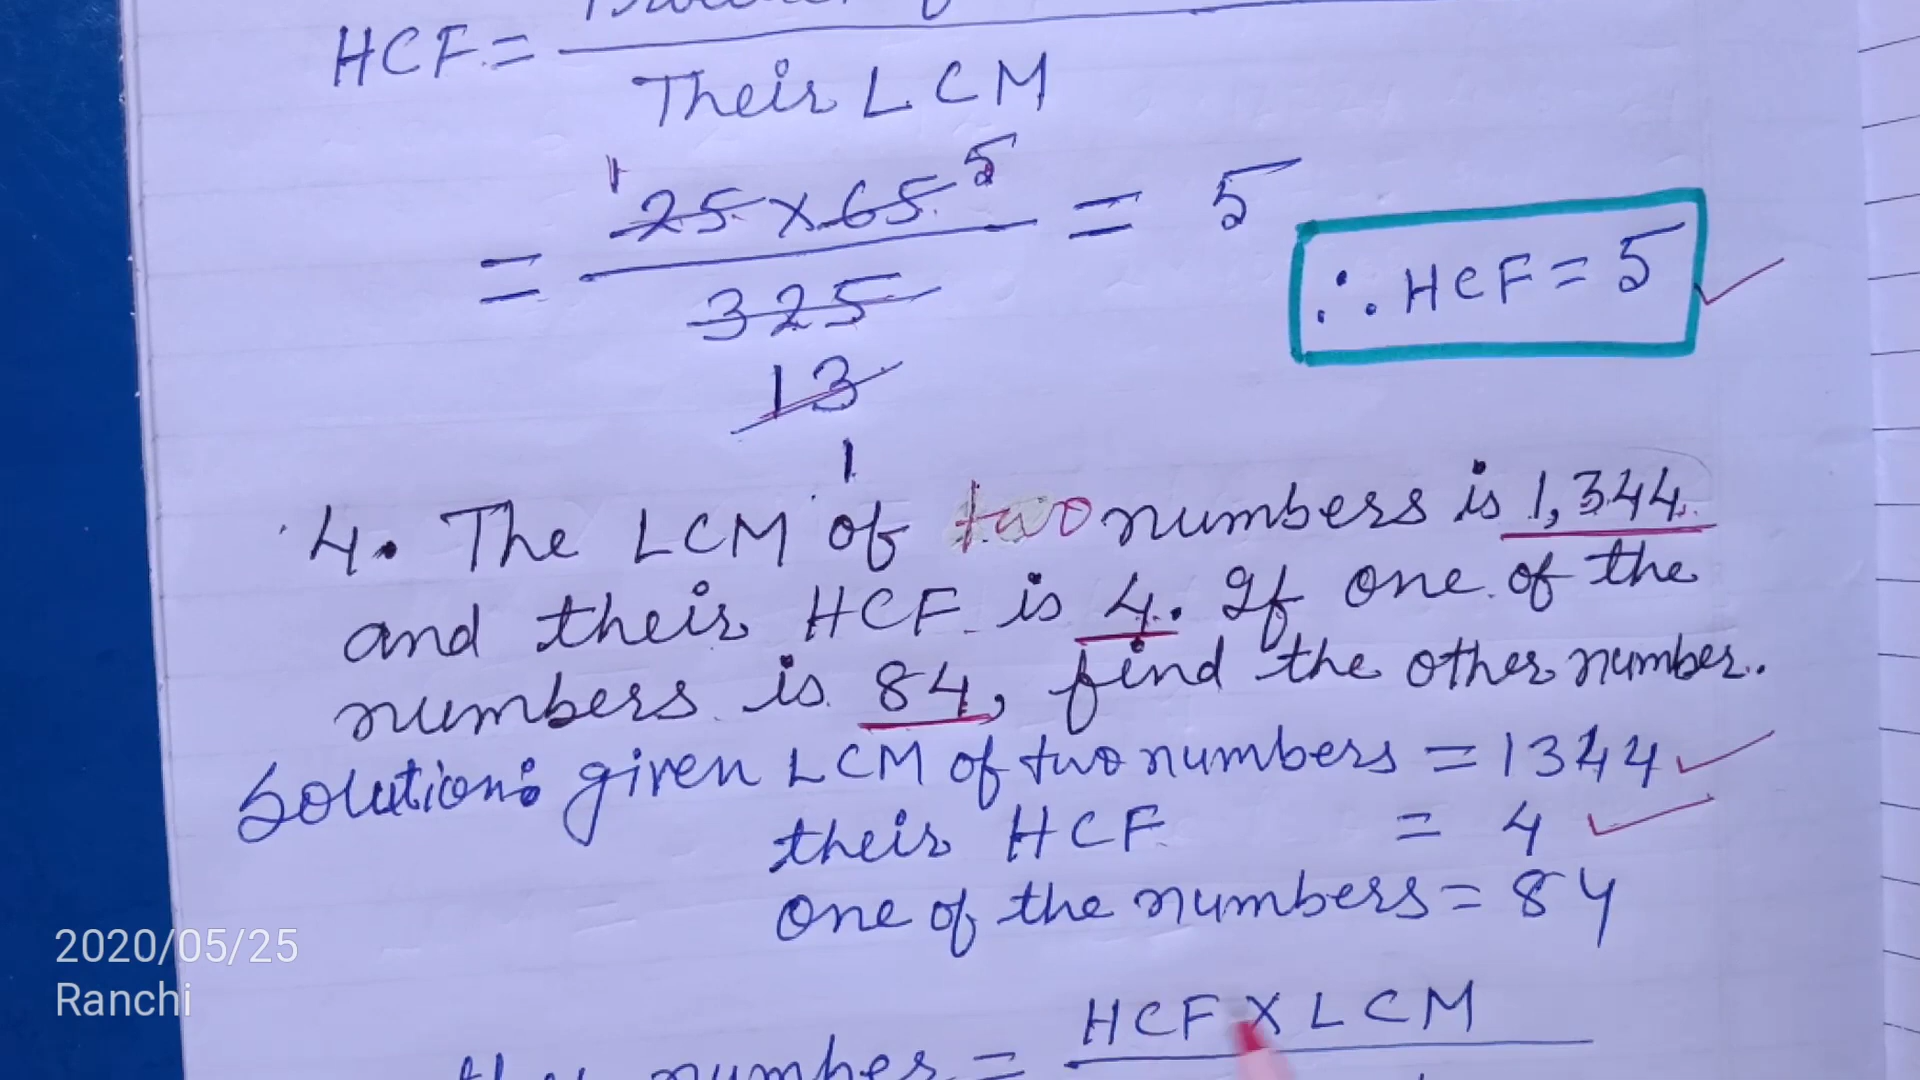 HCF =
Their LCM
1 5
= 25 × 65 = 5
325
∴ HCF = 5
13
1
4. The LCM of two numbers is 1,344
and their HCF is 4. If one of the
numbers is 84, find the other number.
Solution: given LCM of two numbers = 1344
their HCF = 4
one of the numbers = 84
HCF × LCM
number =
2020/05/25
Ranchi